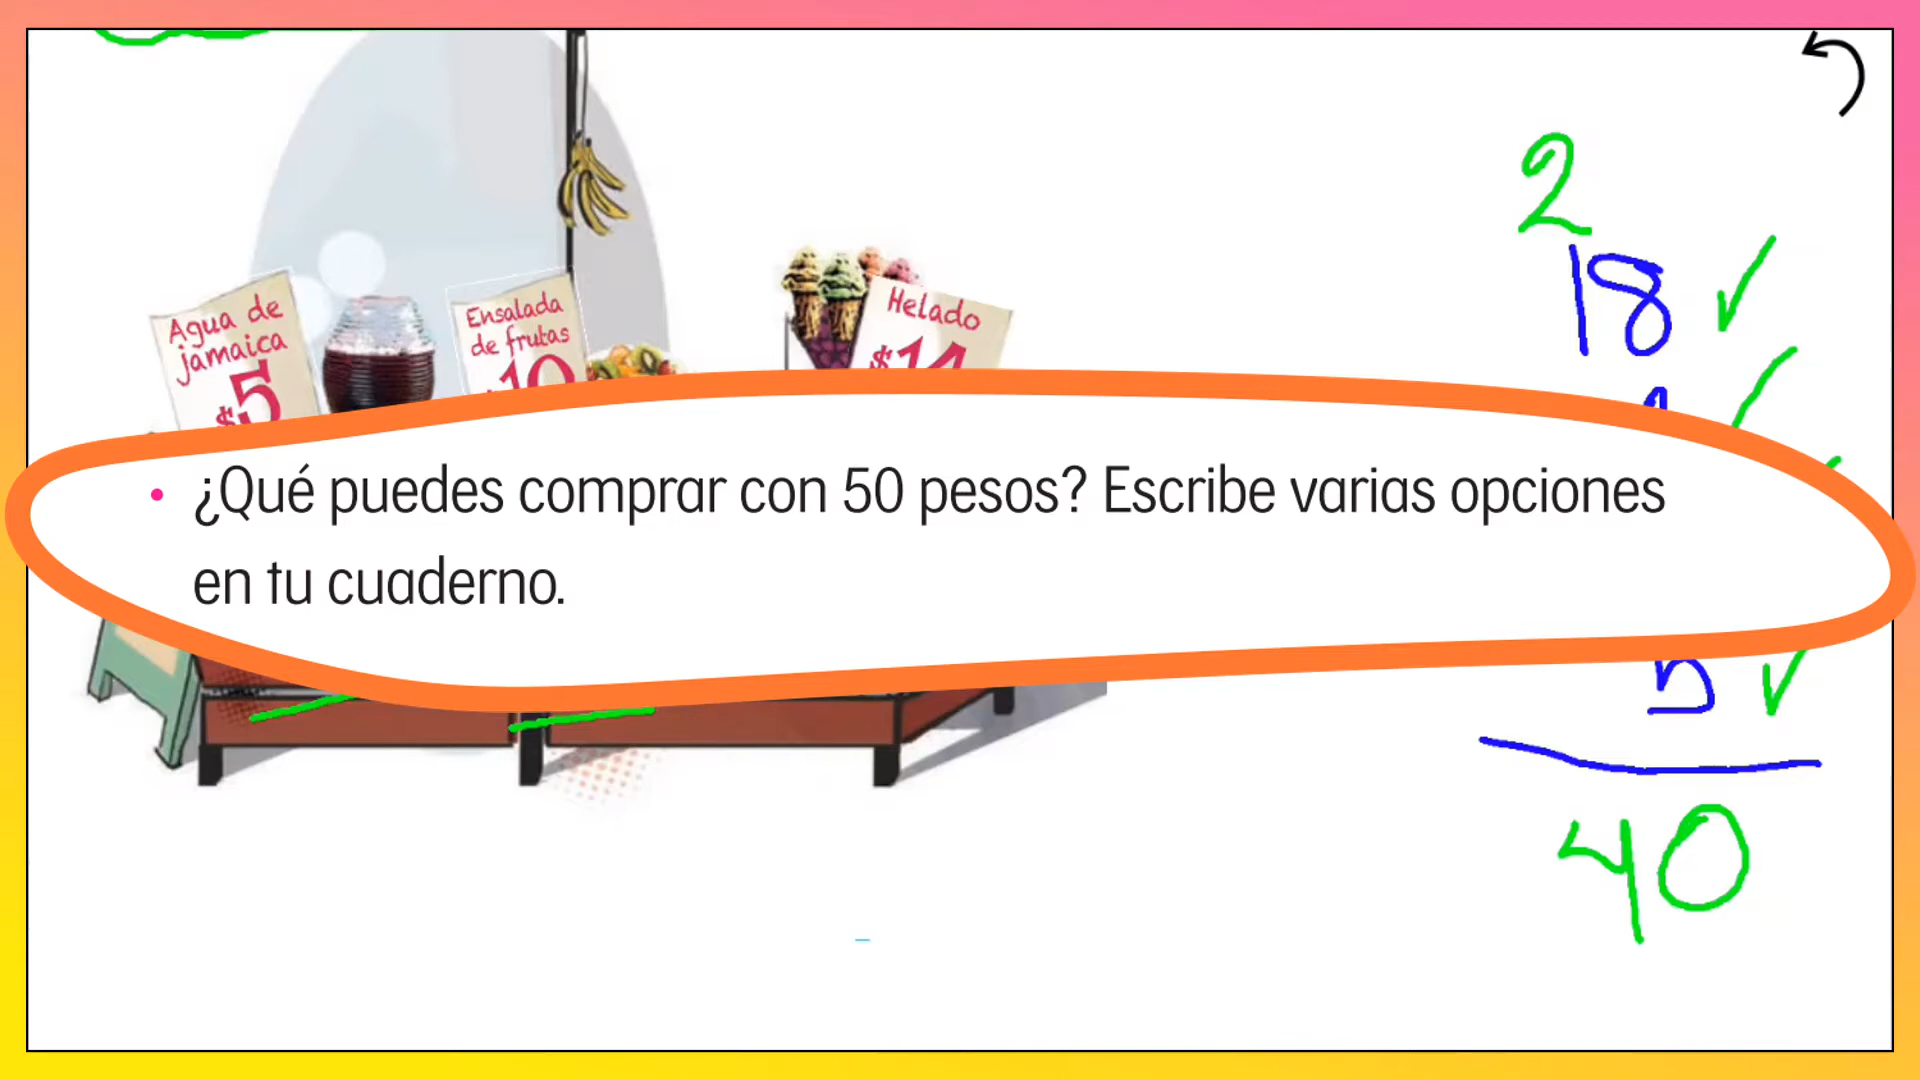 Agua de
jamaica
$5
Ensalada
de frutas
Helado
2
18
• ¿Qué puedes comprar con 50 pesos? Escribe varias opciones
en tu cuaderno.
40